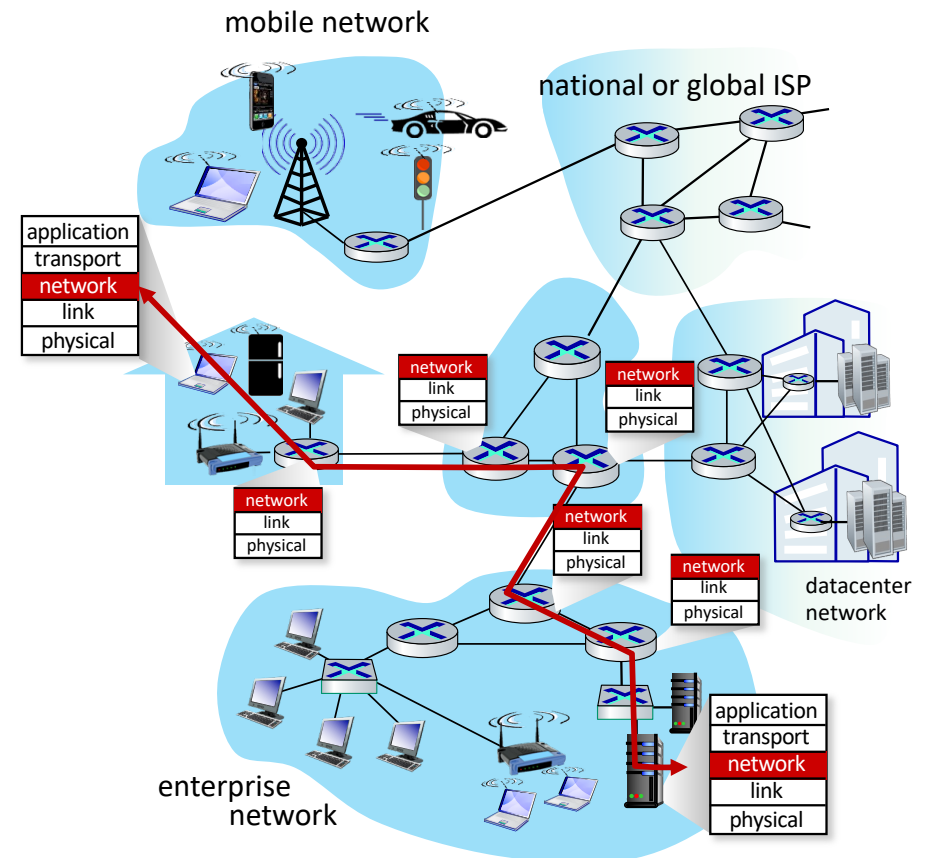 mobile network
national or global ISP
application
transport
network
link
physical
network
link
physical
network
link
physical
network
link
physical
network
link
physical
network
link
physical
datacenter
network
application
transport
network
link
physical
enterprise
network